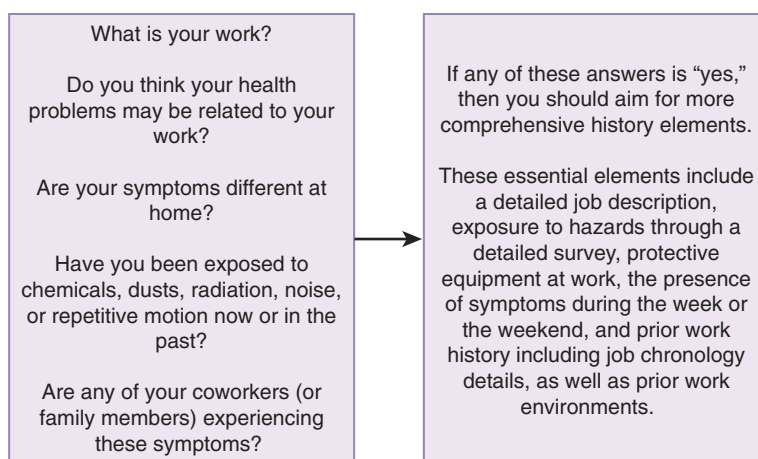 What is your work?
Do you think your health
problems may be related to your
work?
Are your symptoms different at
home?
Have you been exposed to
chemicals, dusts, radiation, noise,
or repetitive motion now or in the
past?
Are any of your coworkers (or
family members) experiencing
these symptoms?
If any of these answers is “yes,”
then you should aim for more
comprehensive history elements.
These essential elements include
a detailed job description,
exposure to hazards through a
detailed survey, protective
equipment at work, the presence
of symptoms during the week or
the weekend, and prior work
history including job chronology
details, as well as prior work
environments.